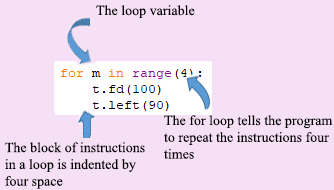 The loop variable
for m in range(4):
    t.fd(100)
    t.left(90)
The for loop tells the program
to repeat the instructions four
times
The block of instructions
in a loop is indented by
four space